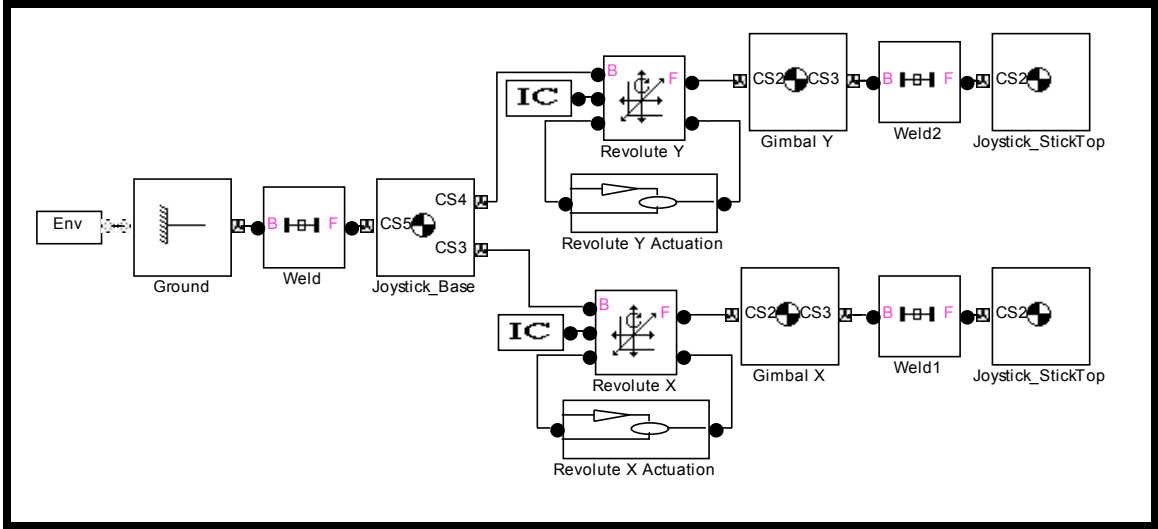 B
F
IC
Revolute Y
CS2
CS3
Gimbal Y
B
F
Weld2
CS2
Joystick_StickTop
Env
Ground
B
F
Weld
CS5
CS4
CS3
Joystick_Base
Revolute Y Actuation
B
F
IC
Revolute X
CS2
CS3
Gimbal X
B
F
Weld1
CS2
Joystick_StickTop
Revolute X Actuation